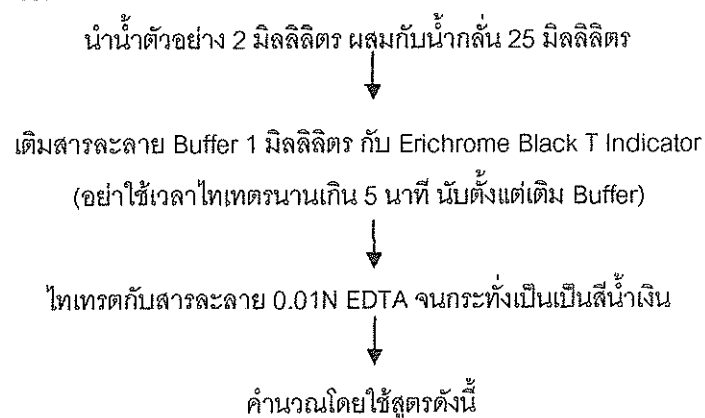 นำน้ำตัวอย่าง 2 มิลลิลิตร ผสมกับน้ำกลั่น 25 มิลลิลิตร
เติมสารละลาย Buffer 1 มิลลิลิตร กับ Erichrome Black T Indicator
(อย่าใช้เวลาไทเทตรนานเกิน 5 นาที นับตั้งแต่เติม Buffer)
ไทเทรตกับสารละลาย 0.01N EDTA จนกระทั่งเป็นเป็นสีน้ำเงิน
คำนวณโดยใช้สูตรดังนี้